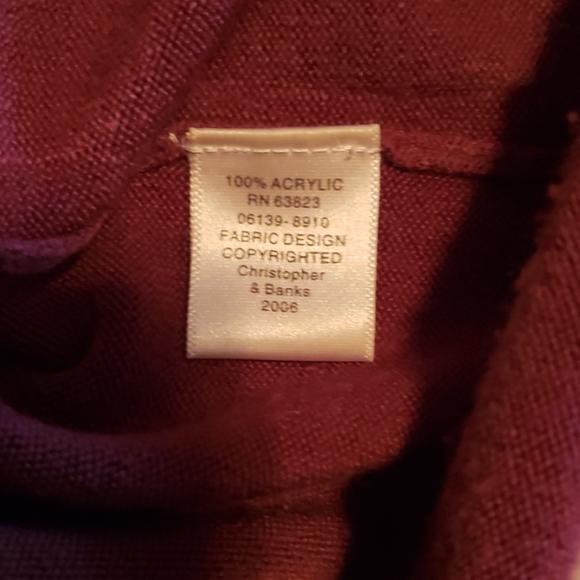 100% ACRYLIC
RN 63823
06139-8910
FABRIC DESIGN
COPYRIGHTED
Christopher
& Banks
2006